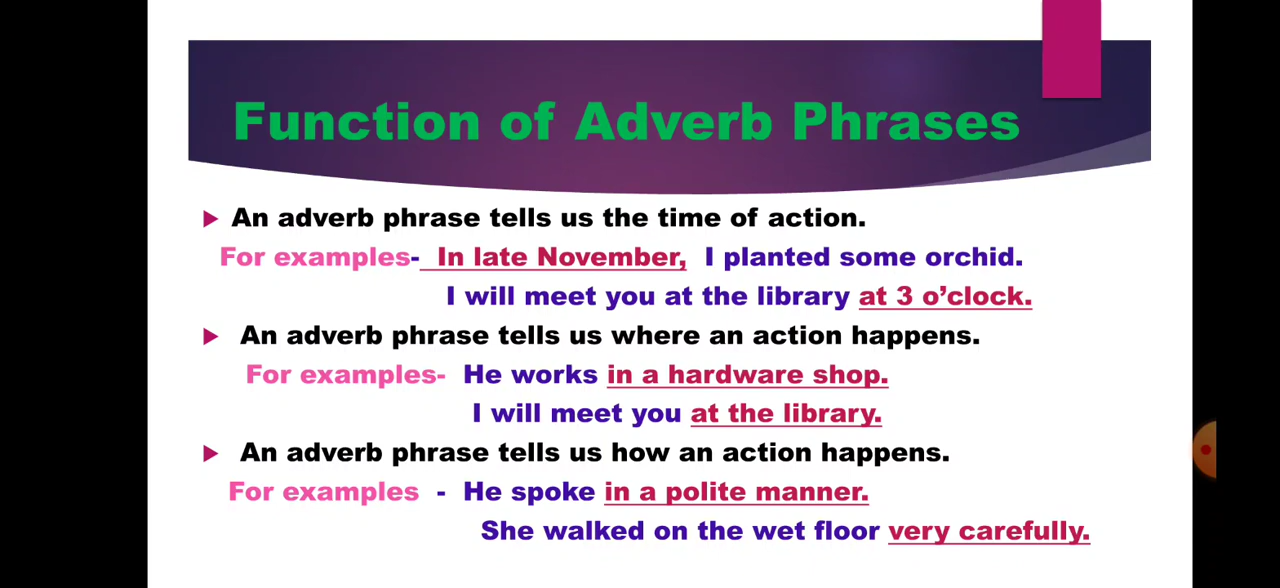 Function of Adverb Phrases
An adverb phrase tells us the time of action.
For examples- In late November, I planted some orchid.
I will meet you at the library at 3 o’clock.
An adverb phrase tells us where an action happens.
For examples- He works in a hardware shop.
I will meet you at the library.
An adverb phrase tells us how an action happens.
For examples - He spoke in a polite manner.
She walked on the wet floor very carefully.